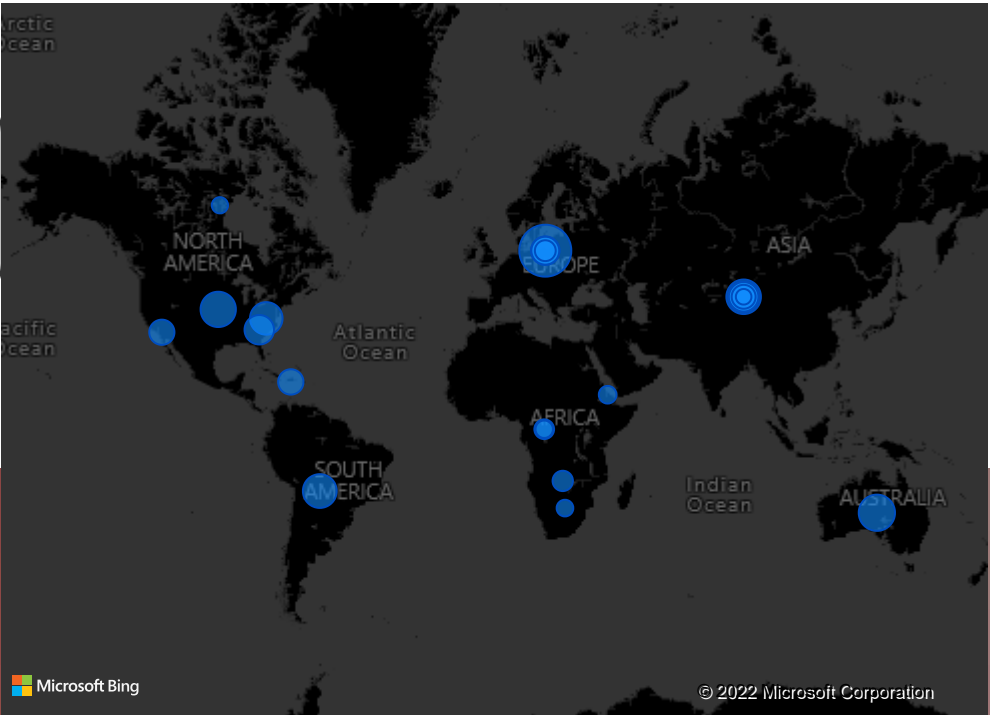 Arctic
Ocean
NORTH
AMERICA
EUROPE
ASIA
Pacific
Ocean
Atlantic
Ocean
AFRICA
SOUTH
AMERICA
Indian
Ocean
AUSTRALIA
Microsoft Bing
© 2022 Microsoft Corporation